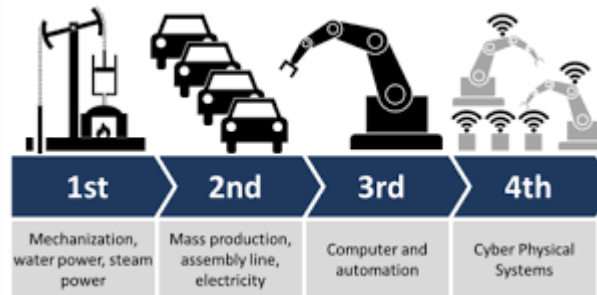 1st
2nd
3rd
4th
Mechanization,
water power, steam
power
Mass production,
assembly line,
electricity
Computer and
automation
Cyber Physical
Systems